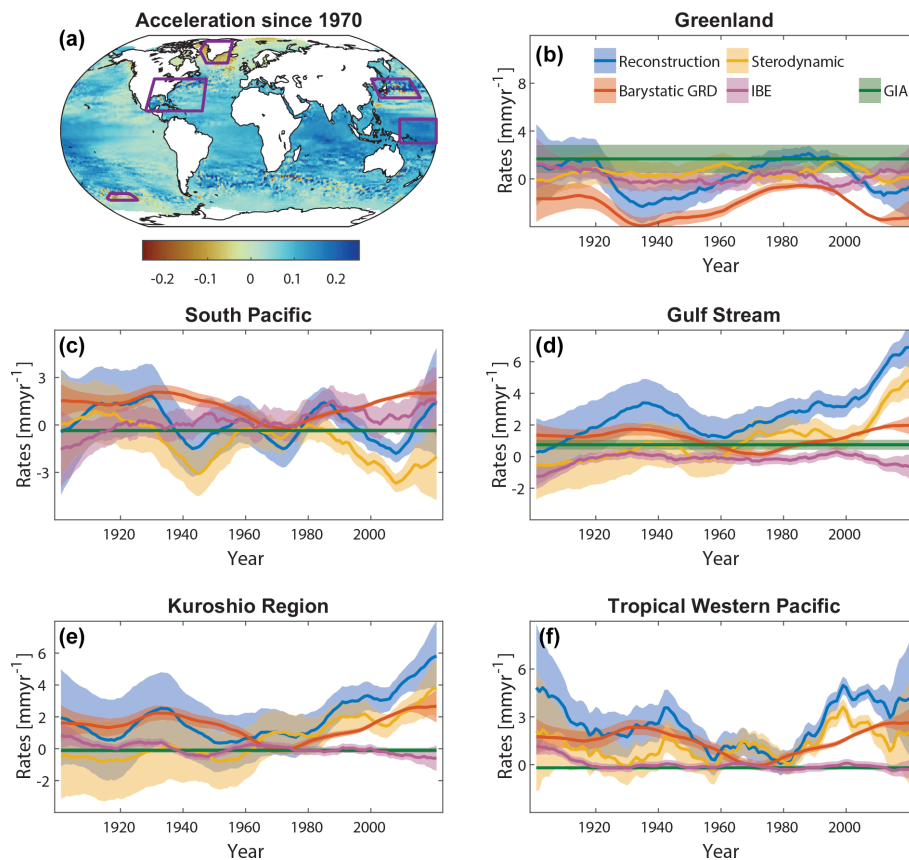 Acceleration since 1970
(a)
-0.2 -0.1 0 0.1 0.2
Greenland
(b)
Reconstruction Sterodynamic
Barystatic GRD IBE GIA
Rates [mmyr⁻¹]
8
4
0
1920 1940 1960 1980 2000
Year
South Pacific
(c)
Rates [mmyr⁻¹]
3
0
-3
1920 1940 1960 1980 2000
Year
Gulf Stream
(d)
Rates [mmyr⁻¹]
6
4
2
0
-2
1920 1940 1960 1980 2000
Year
Kuroshio Region
(e)
Rates [mmyr⁻¹]
6
4
2
0
-2
1920 1940 1960 1980 2000
Year
Tropical Western Pacific
(f)
Rates [mmyr⁻¹]
6
3
0
1920 1940 1960 1980 2000
Year